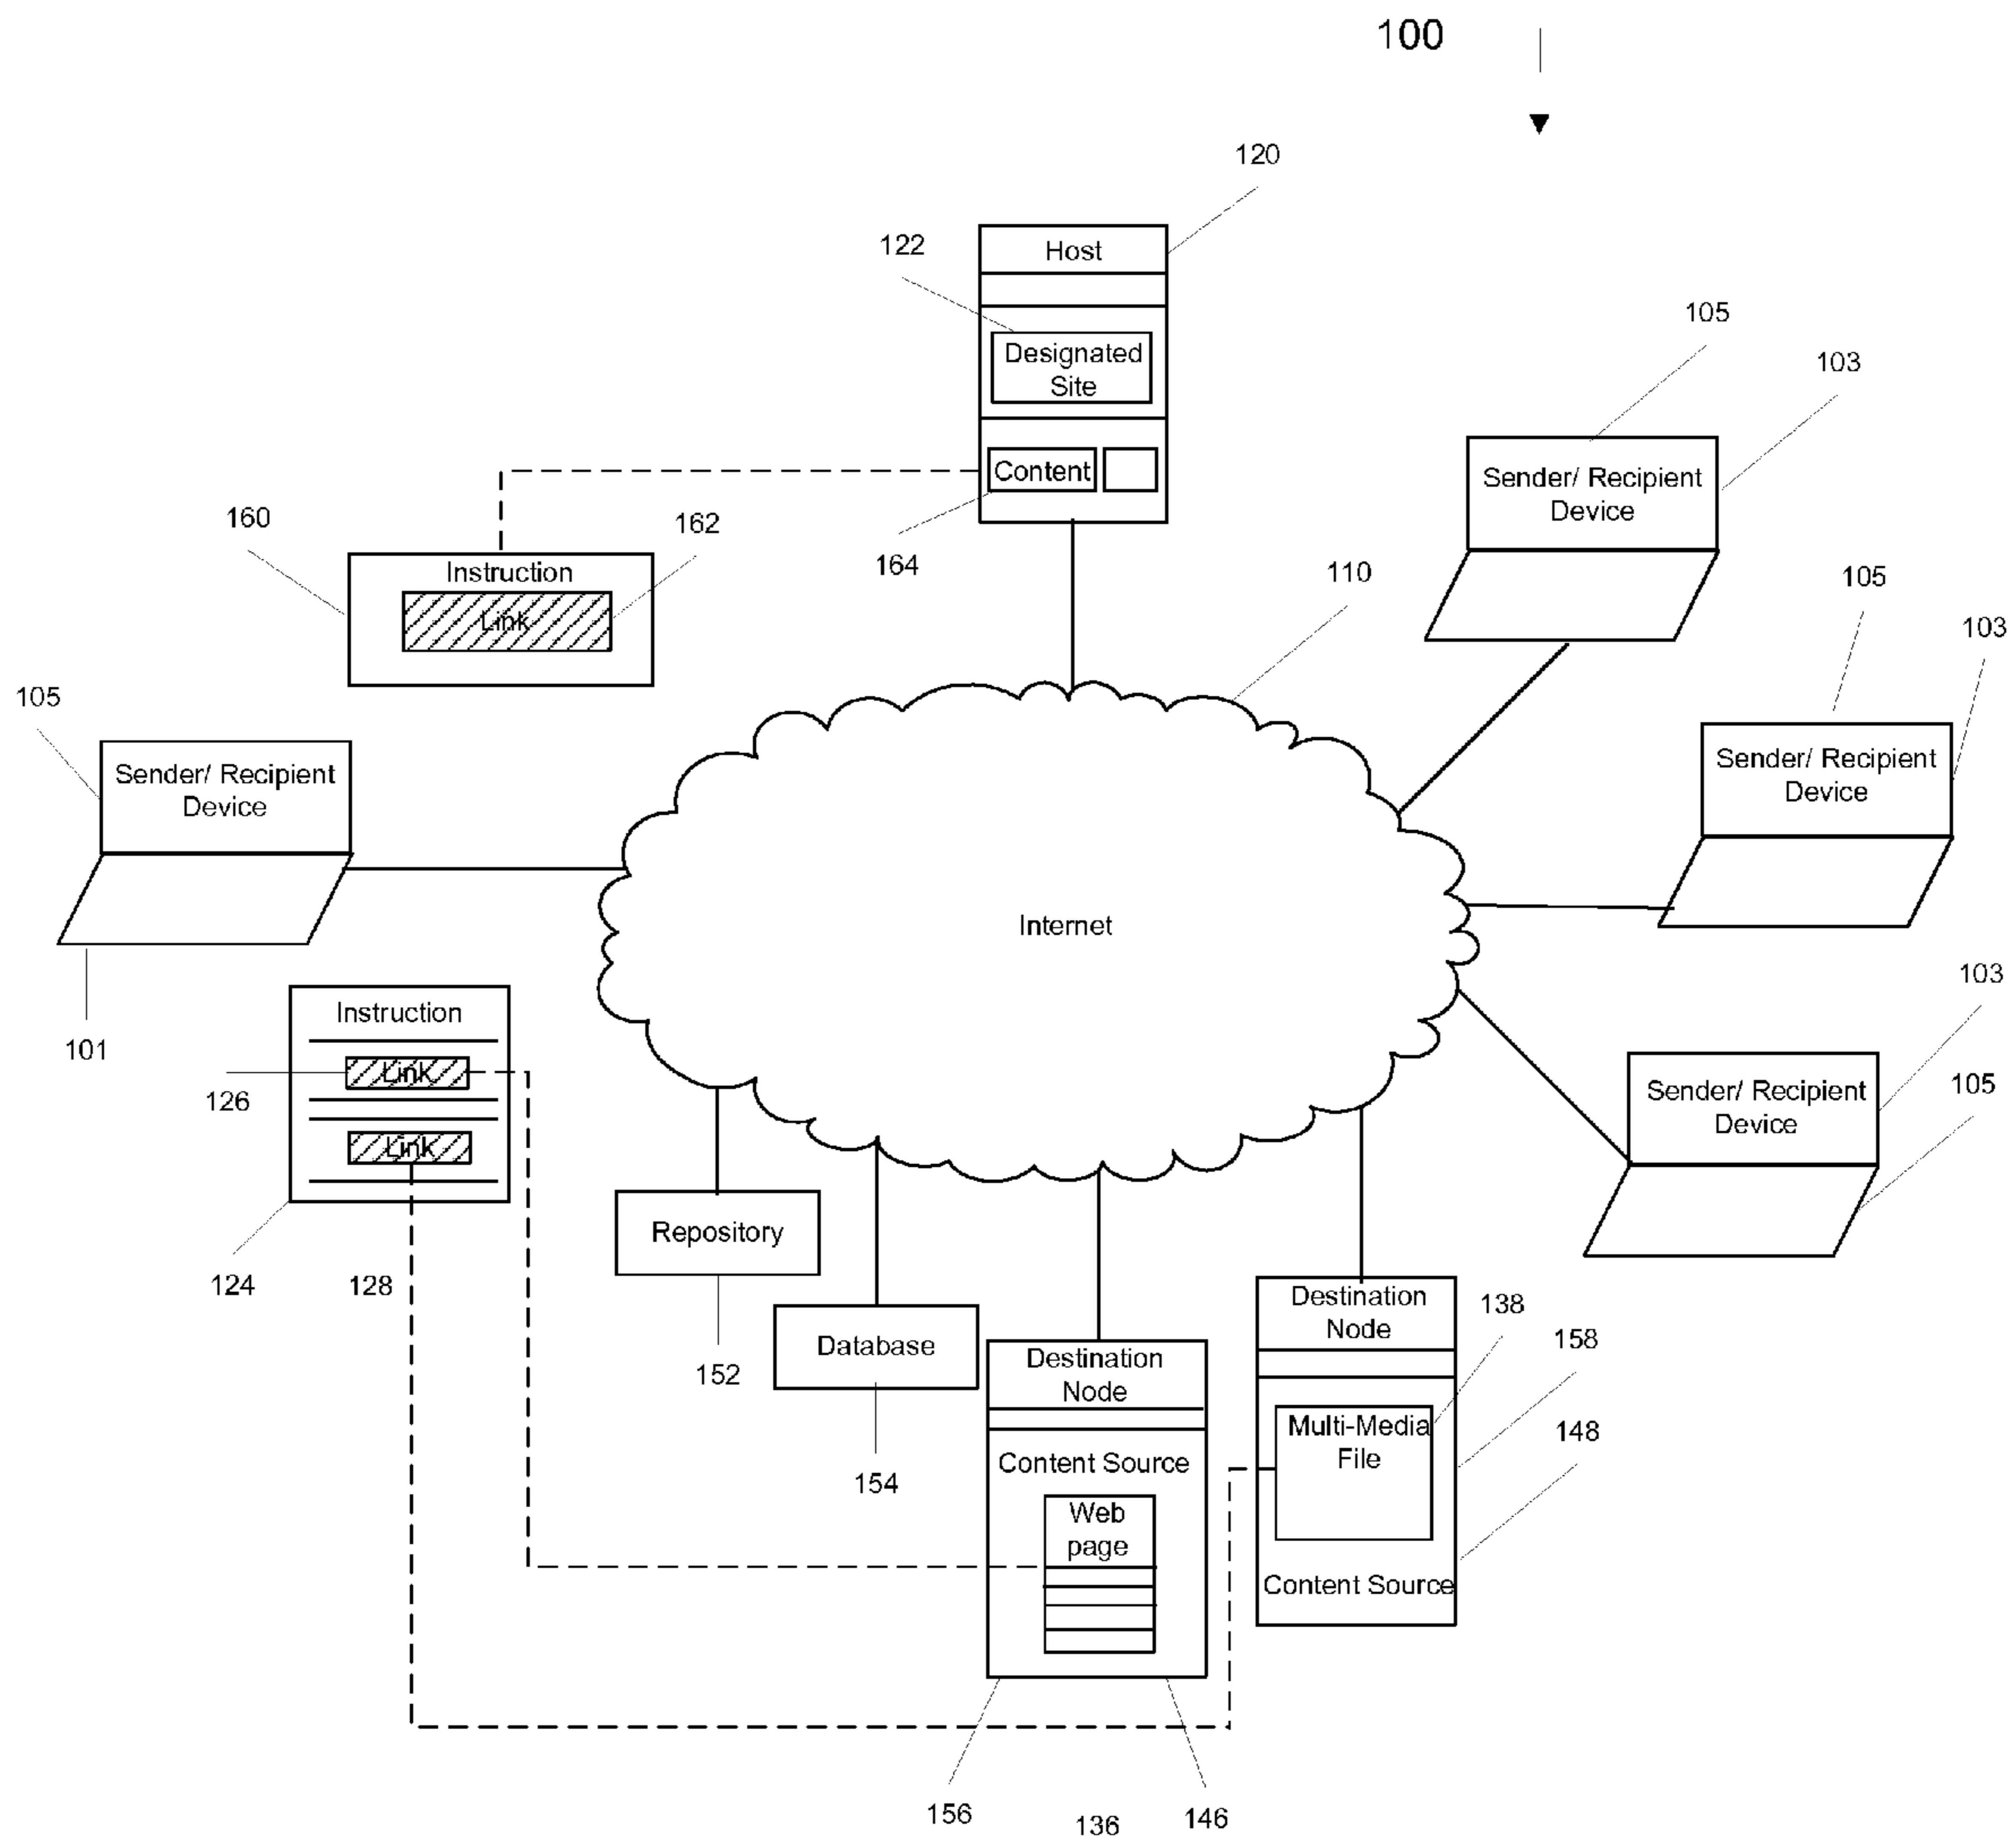 100
120
122
Host
Designated
Site
Content
164
105
103
Sender/ Recipient
Device
160
162
Instruction
Link
110
105
103
Sender/ Recipient
Device
105
Sender/ Recipient
Device
101
Internet
Instruction
Link
126
Link
124
128
103
105
Sender/ Recipient
Device
Repository
152
Database
154
Destination
Node
Content Source
Web
page
156
136
146
Destination
Node
138
158
148
Multi-Media
File
Content Source